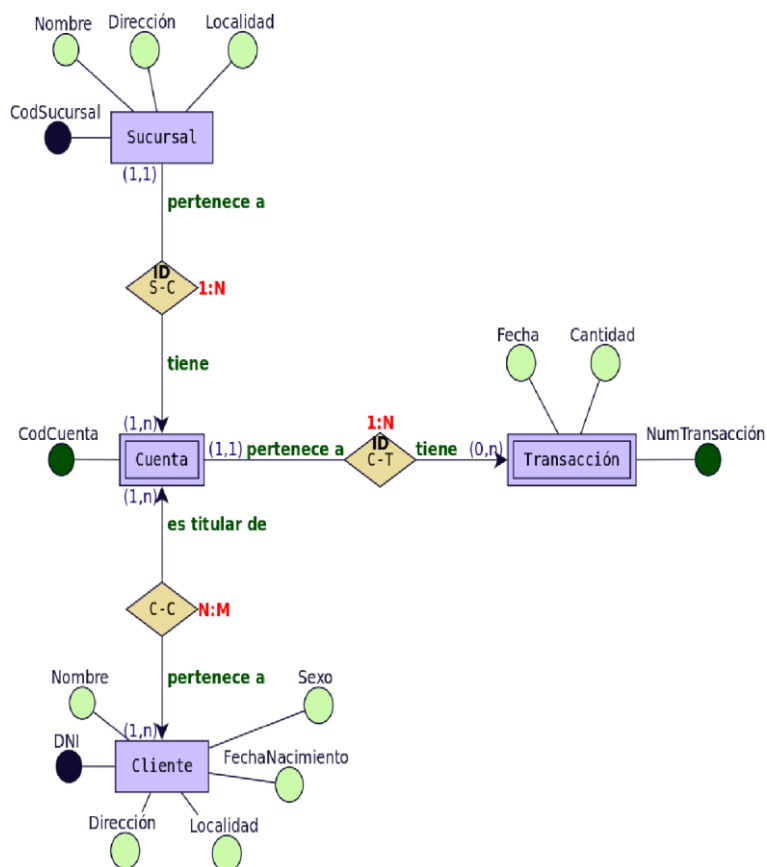 Nombre
Dirección
Localidad
CodSucursal
Sucursal
(1,1)
pertenece a
ID
S-C
1:N
tiene
Fecha
Cantidad
(1,n)
1:N
CodCuenta
Cuenta
(1,1)
pertenece a
ID
C-T
tiene
(0,n)
Transacción
NumTransacción
(1,n)
es titular de
C-C
N:M
pertenece a
Nombre
Sexo
(1,n)
DNI
Cliente
FechaNacimiento
Dirección
Localidad